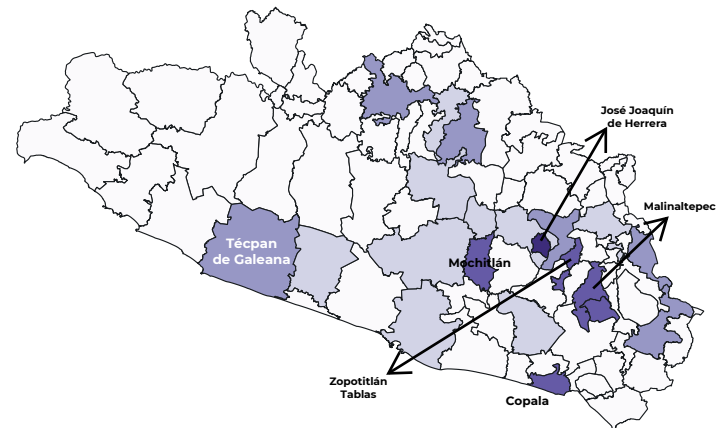 José Joaquín
de Herrera
Malinaltepec
Técpan
de Galeana
Mochitlán
Zopotitlán
Tablas
Copala